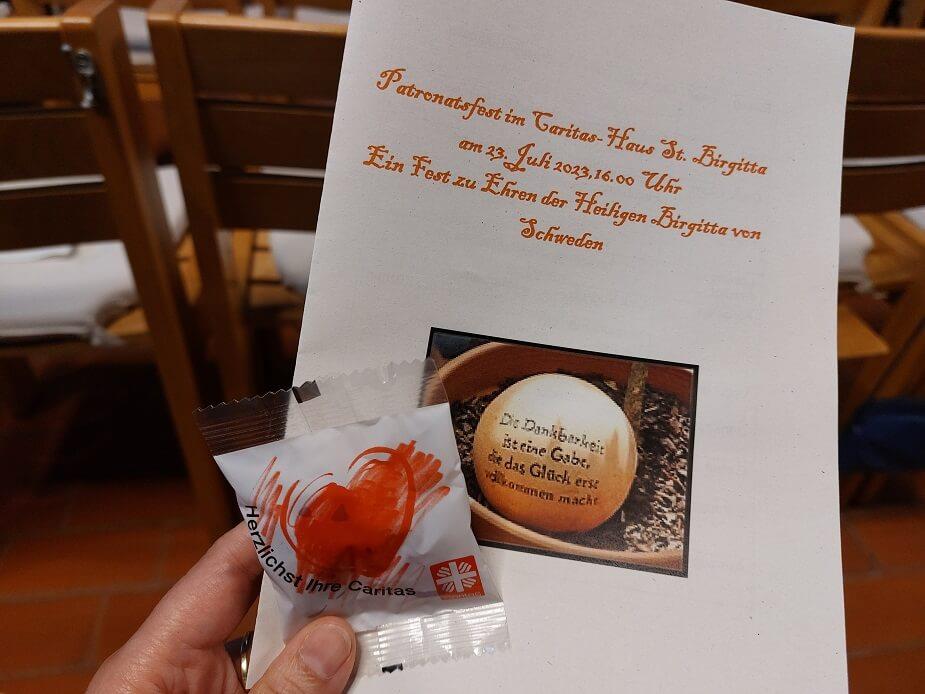 Patronatsfest im Caritas-Haus St. Birgitta
am 23. Juli 2023, 16.00 Uhr
Ein Fest zu Ehren der Heiligen Birgitta von
Schweden
Die Dankbarkeit
ist eine Gabe,
die das Glück erst
vollkommen macht
Herzlichst Ihre Caritas